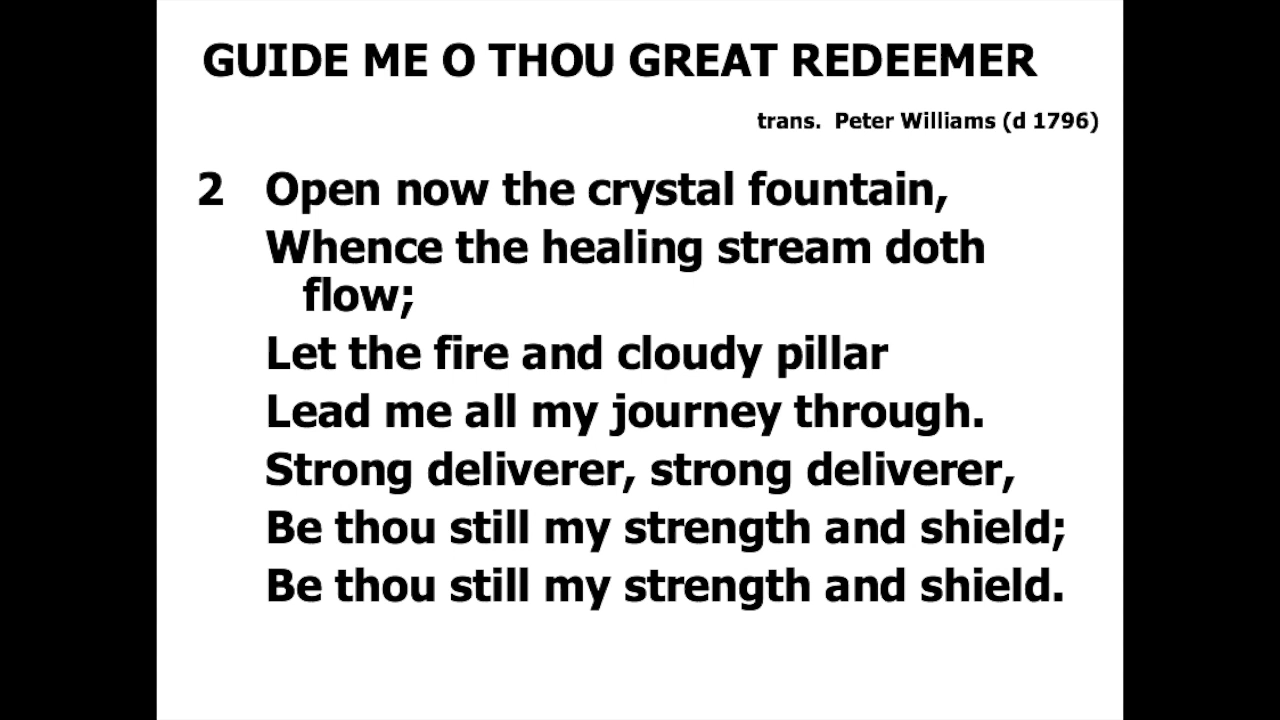 GUIDE ME O THOU GREAT REDEEMER
trans. Peter Williams (d 1796)
2 Open now the crystal fountain,
Whence the healing stream doth
flow;
Let the fire and cloudy pillar
Lead me all my journey through.
Strong deliverer, strong deliverer,
Be thou still my strength and shield;
Be thou still my strength and shield.